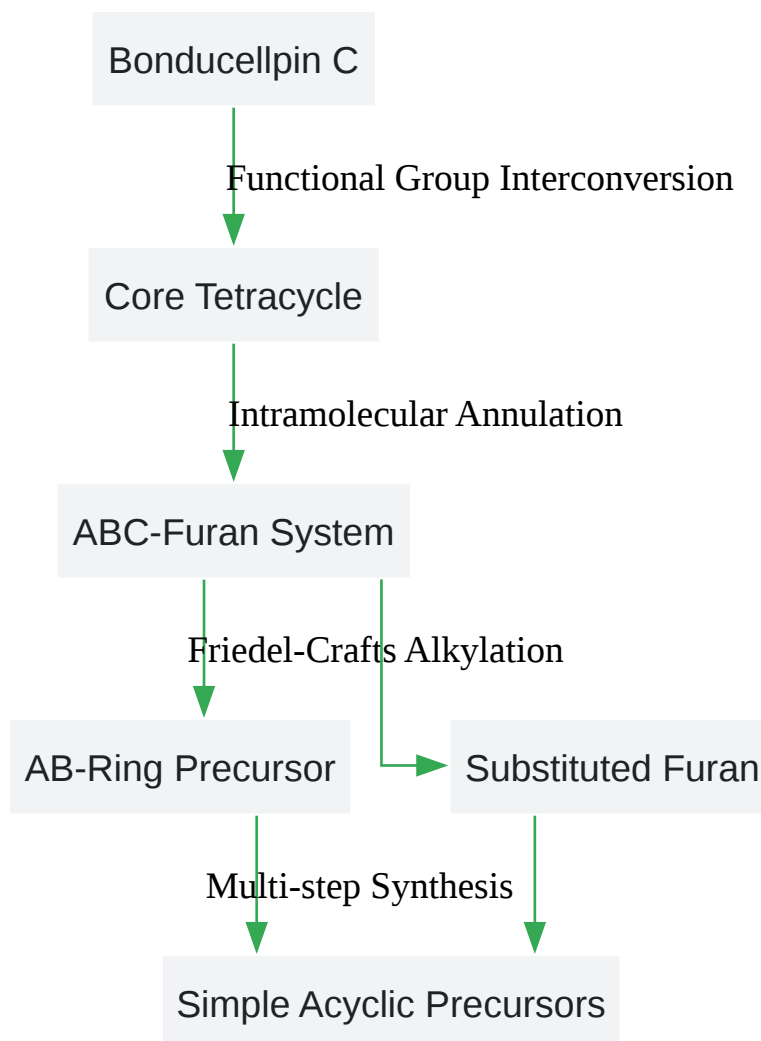 Bonducellpin C
Functional Group Interconversion
Core Tetracycle
Intramolecular Annulation
ABC-Furan System
Friedel-Crafts Alkylation
AB-Ring Precursor
Substituted Furan
Multi-step Synthesis
Simple Acyclic Precursors